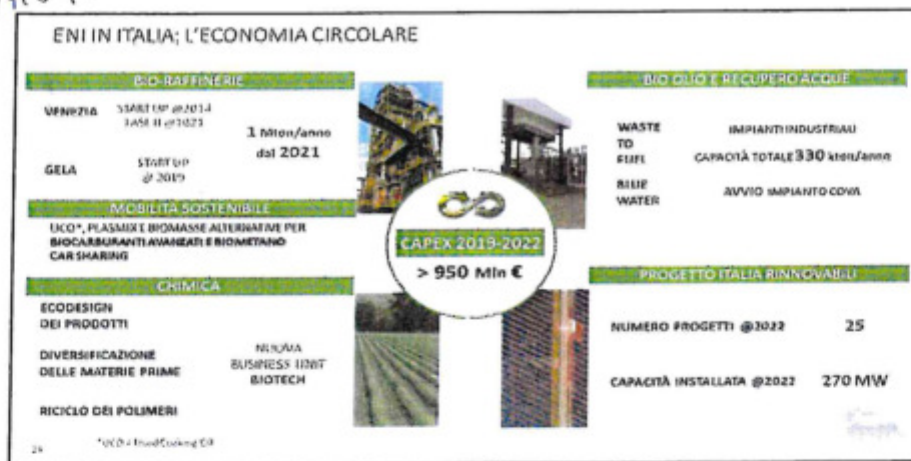 ENI IN ITALIA; L'ECONOMIA CIRCOLARE
BIO-RAFFINERIE
VENEZIA
START UP @2014
FASE II @2021
GELA
START UP
@ 2019
1 Mton/anno
dal 2021
MOBILITÀ SOSTENIBILE
UCO*, PLASMIX E BIOMASSE ALTERNATIVE PER
BIOCARBURANTI AVANZATI E BIOMETANO
CAR SHARING
CHIMICA
ECODESIGN
DEI PRODOTTI
DIVERSIFICAZIONE
DELLE MATERIE PRIME
NUOVA
BUSINESS UNIT
BIOTECH
RICICLO DEI POLIMERI
CAPEX 2019-2022
> 950 Mln €
BIO OLIO E RECUPERO ACQUE
WASTE
TO
FUEL
IMPIANTI INDUSTRIALI
CAPACITÀ TOTALE 330 kton/anno
BLUE
WATER
AVVIO IMPIANTO COVA
PROGETTO ITALIA RINNOVABILI
NUMERO PROGETTI @2022 25
CAPACITÀ INSTALLATA @2022 270 MW
*UCO = Used Cooking Oil